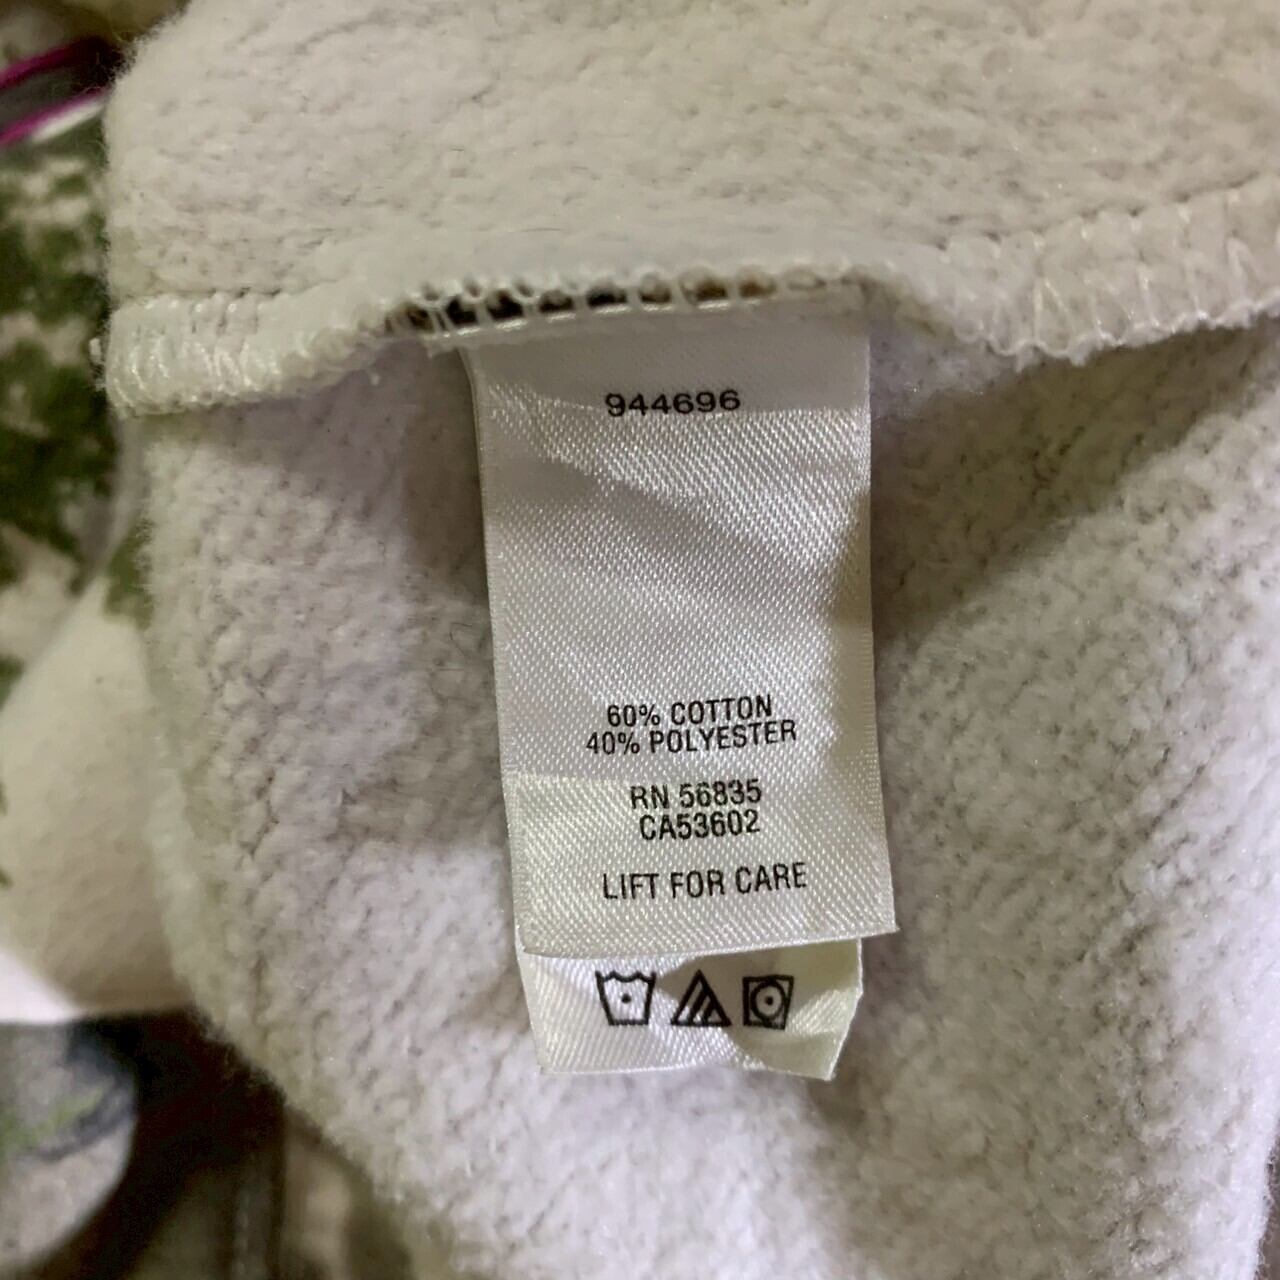 944696
60% COTTON
40% POLYESTER
RN 56835
CA53602
LIFT FOR CARE